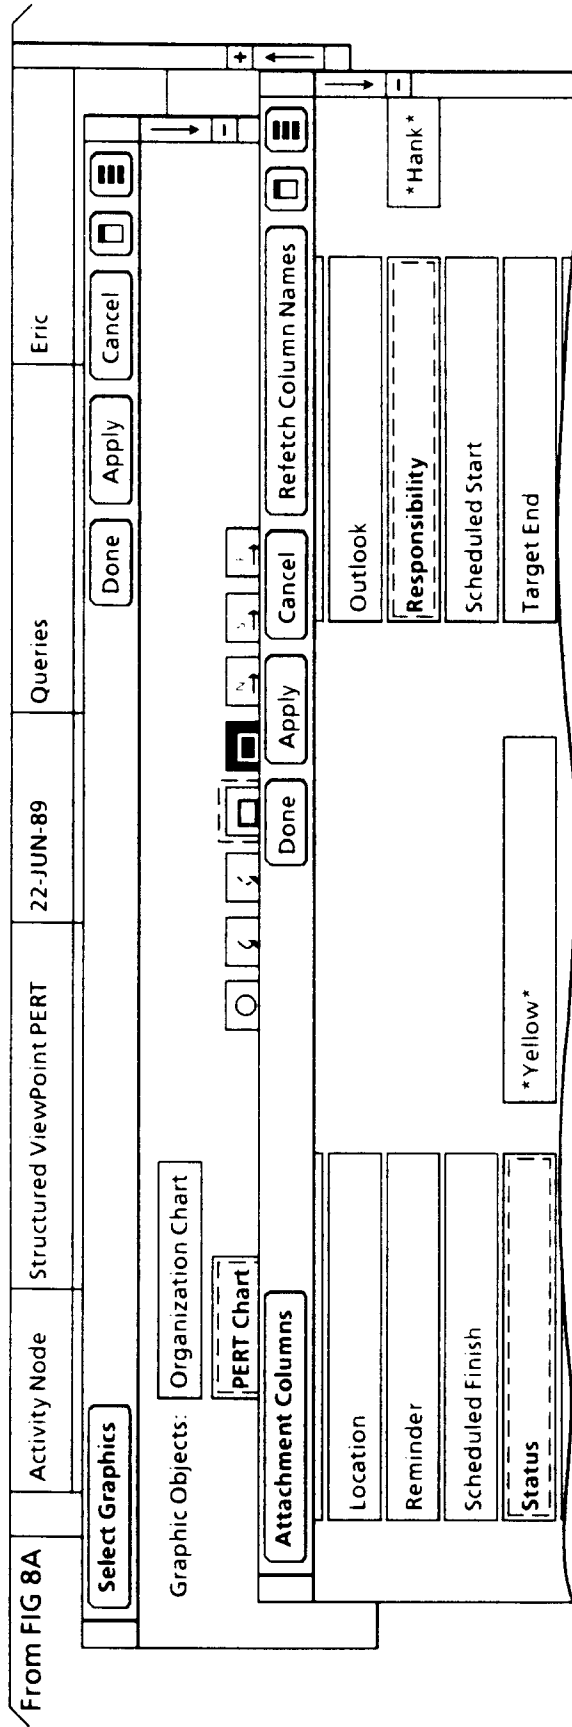 From FIG 8A
Activity Node
Structured ViewPoint PERT
22-JUN-89
Queries
Eric
Select Graphics
Done
Apply
Cancel
+
Graphic Objects:
Organization Chart
PERT Chart
-
Attachment Columns
Done
Apply
Cancel
Refetch Column Names
Location
Outlook
-
Reminder
Responsibility
*Hank*
Scheduled Finish
Scheduled Start
Status
*Yellow*
Target End